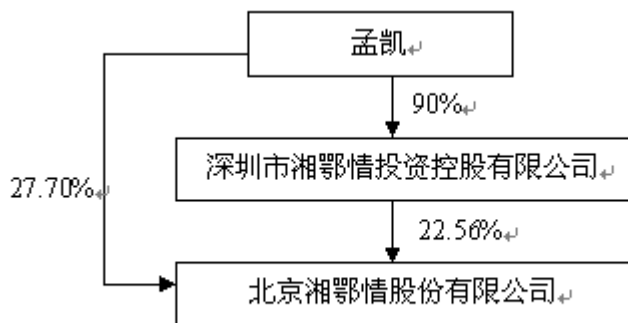 孟凯
90%
深圳市湘鄂情投资控股有限公司
27.70%
22.56%
北京湘鄂情股份有限公司